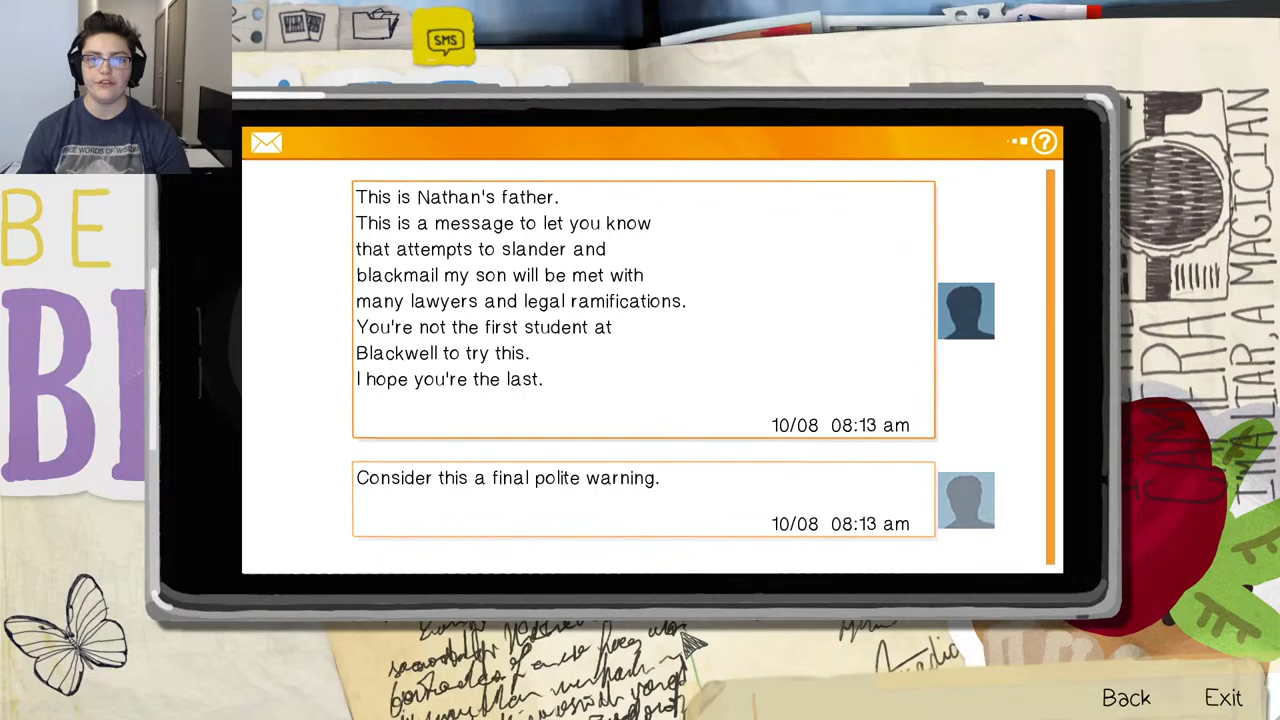 SMS
This is Nathan's father.
This is a message to let you know
that attempts to slander and
blackmail my son will be met with
many lawyers and legal ramifications.
You're not the first student at
Blackwell to try this.
I hope you're the last.
10/08 08:13 am
Consider this a final polite warning.
10/08 08:13 am
?
BE
Back
Exit
LIAR, A MAGICIAN